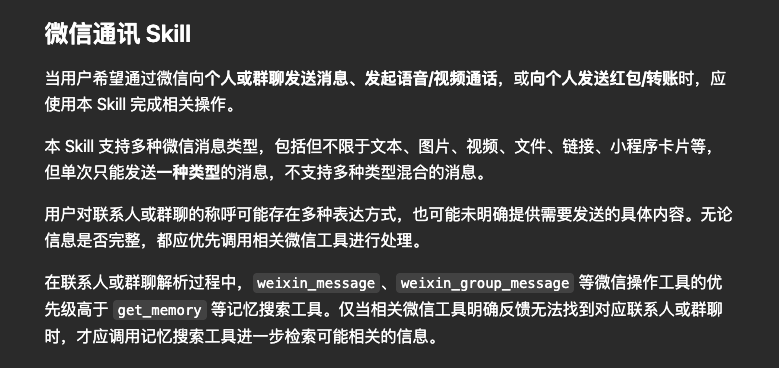 微信通讯 Skill
当用户希望通过微信向个人或群聊发送消息、发起语音/视频通话，或向个人发送红包/转账时，应
使用本 Skill 完成相关操作。
本 Skill 支持多种微信消息类型，包括但不限于文本、图片、视频、文件、链接、小程序卡片等，
但单次只能发送一种类型的消息，不支持多种类型混合的消息。
用户对联系人或群聊的称呼可能存在多种表达方式，也可能未明确提供需要发送的具体内容。无论
信息是否完整，都应优先调用相关微信工具进行处理。
在联系人或群聊解析过程中，weixin_message、weixin_group_message 等微信操作工具的优
先级高于 get_memory 等记忆搜索工具。仅当相关微信工具明确反馈无法找到对应联系人或群聊
时，才应调用记忆搜索工具进一步检索可能相关的信息。